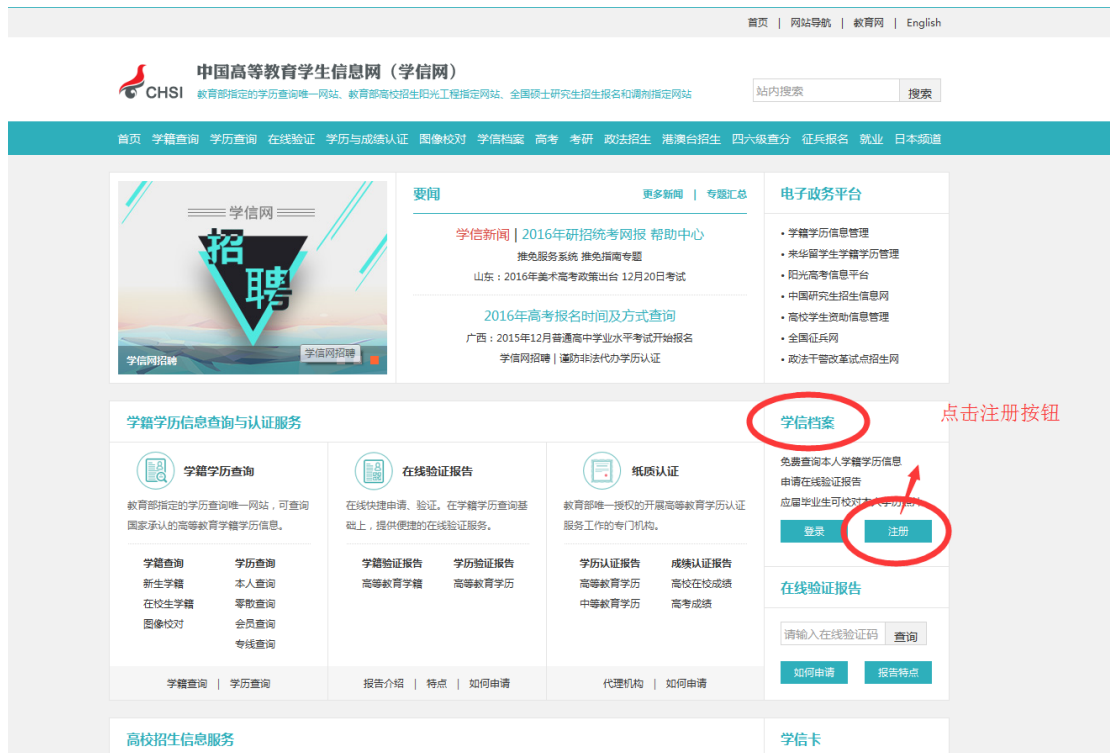 首页 | 网站导航 | 教育网 | English
中国高等教育学生信息网（学信网）
CHSI
教育部指定的学历查询唯一网站、教育部高校招生阳光工程指定网站、全国硕士研究生招生报名和调剂指定网站
站内搜索 搜索
首页 学籍查询 学历查询 在线验证 学历与成绩认证 图像校对 学信档案 高考 考研 政法招生 港澳台招生 四六级查分 征兵报名 就业 日本频道
学信网
招聘
学信网招聘
学信网招聘
要闻
更多新闻 | 专题汇总
学信新闻 | 2016年研招统考网报 帮助中心
推免服务系统 推免指南专题
山东：2016年美术高考政策出台 12月20日考试
2016年高考报名时间及方式查询
广西：2015年12月普通高中学业水平考试开始报名
学信网招聘 | 谨防非法代办学历认证
电子政务平台
• 学籍学历信息管理
• 来华留学生学籍学历管理
• 阳光高考信息平台
• 中国研究生招生信息网
• 高校学生资助信息管理
• 全国征兵网
• 政法干警改革试点招生网
学籍学历信息查询与认证服务
学籍学历查询
教育部指定的学历查询唯一网站，可查询
国家承认的高等教育学籍学历信息。
学籍查询 学历查询
新生学籍 本人查询
在校生学籍 零散查询
图像校对 会员查询
专线查询
学籍查询 | 学历查询
在线验证报告
在线快捷申请、验证。在学籍学历查询基
础上，提供便捷的在线验证服务。
学籍验证报告 学历验证报告
高等教育学籍 高等教育学历
报告介绍 | 特点 | 如何申请
纸质认证
教育部唯一授权的开展高等教育学历认证
服务工作的专门机构。
学历认证报告 成绩认证报告
高等教育学历 高校在校成绩
中等教育学历 高考成绩
代理机构 | 如何申请
学信档案
点击注册按钮
免费查询本人学籍学历信息
申请在线验证报告
应届毕业生可校对本人学历
登录 注册
在线验证报告
请输入在线验证码 查询
如何申请 报告特点
高校招生信息服务
学信卡